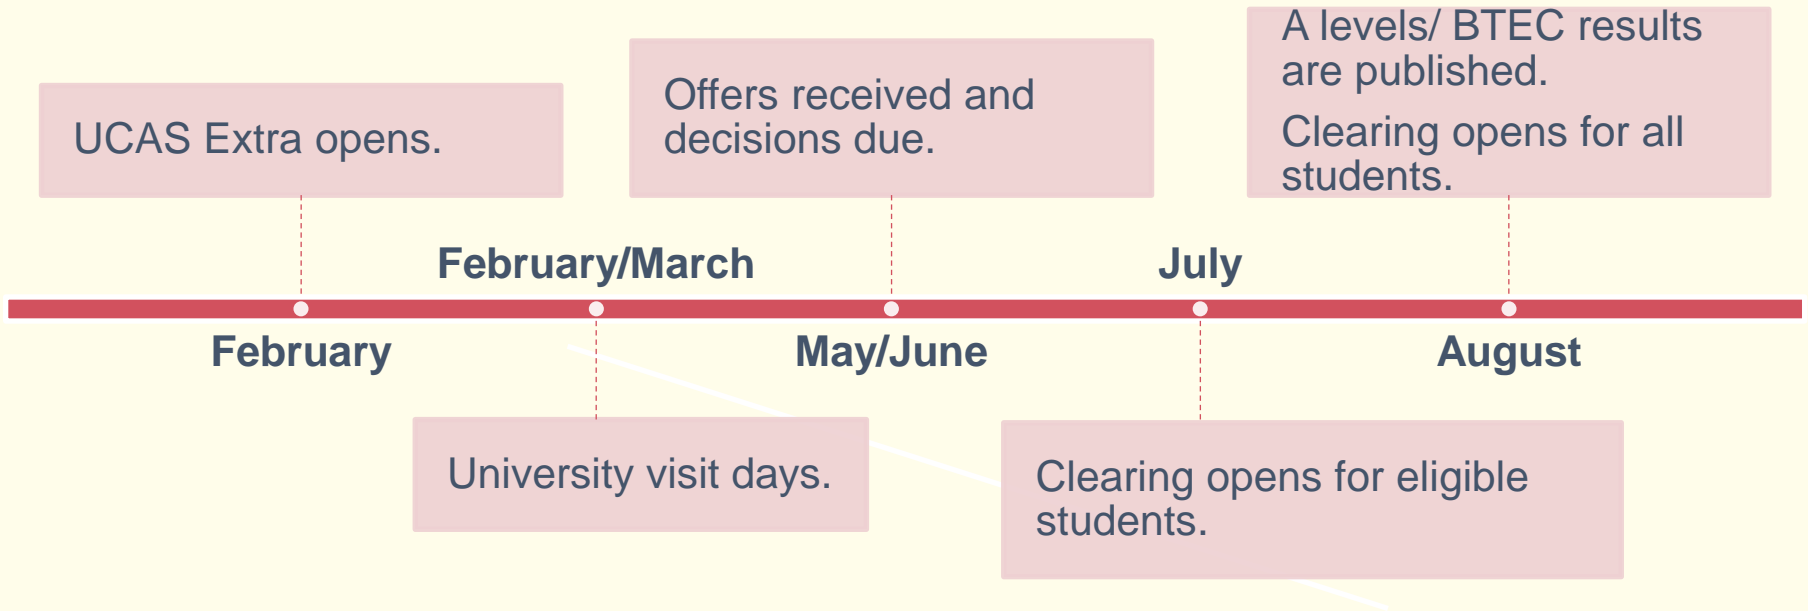 UCAS Extra opens.
Offers received and
decisions due.
A levels/ BTEC results
are published.
Clearing opens for all
students.
February/March
July
February
May/June
August
University visit days.
Clearing opens for eligible
students.